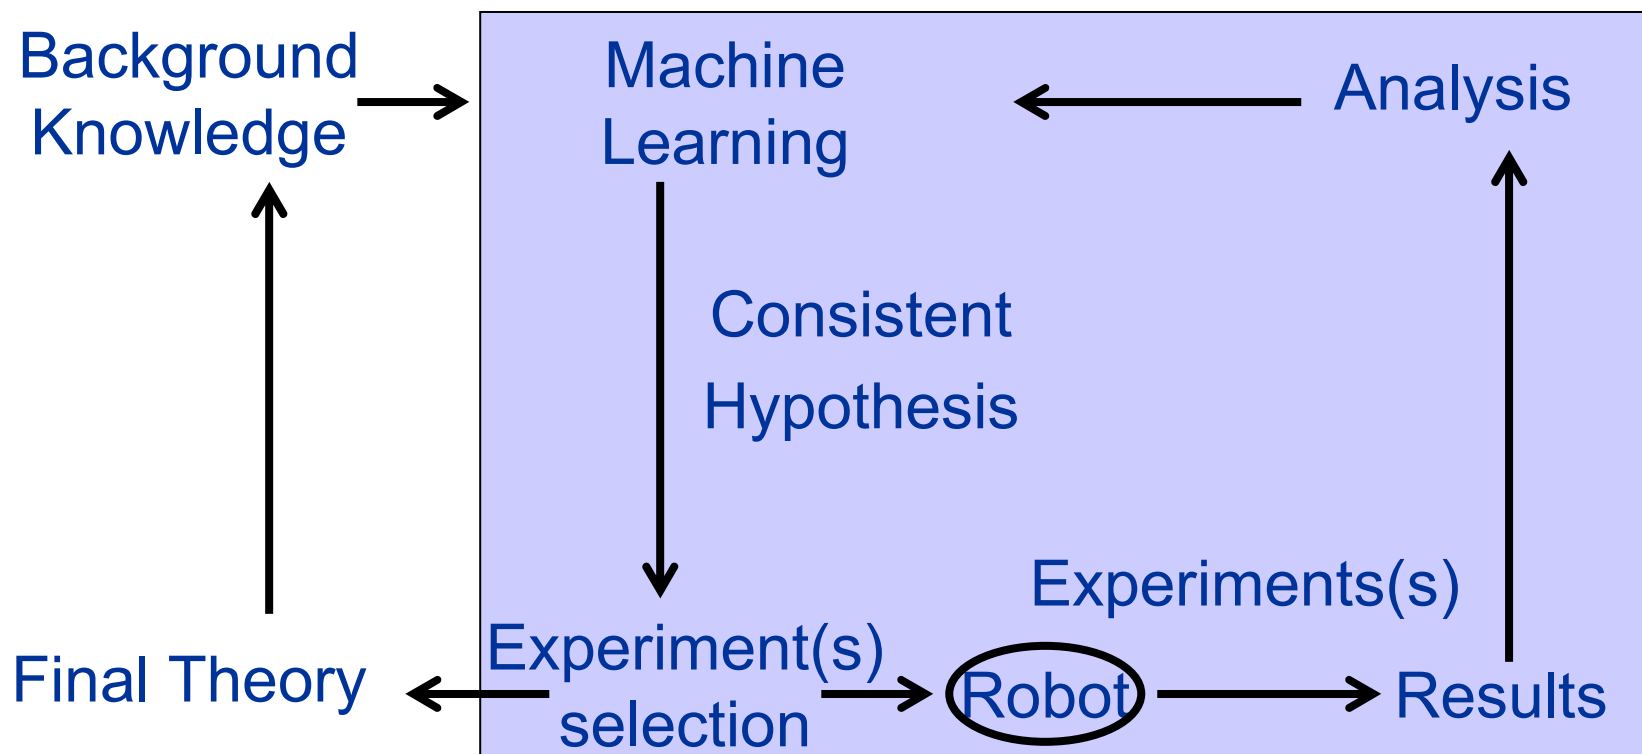 Background
Knowledge
Machine
Learning
Analysis
Consistent
Hypothesis
Experiments(s)
Final Theory
Experiment(s)
selection
Robot
Results